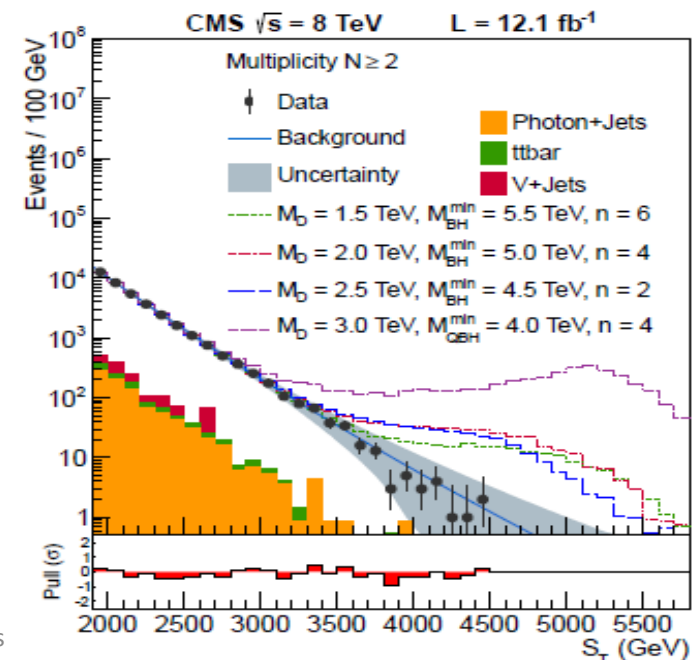 CMS √s = 8 TeV L = 12.1 fb⁻¹
Events / 100 GeV
10⁸
10⁷
10⁶
10⁵
10⁴
10³
10²
10
1
Multiplicity N ≥ 2
Data
Background
Uncertainty
Photon+Jets
ttbar
V+Jets
M_D = 1.5 TeV, M_BH^min = 5.5 TeV, n = 6
M_D = 2.0 TeV, M_BH^min = 5.0 TeV, n = 4
M_D = 2.5 TeV, M_BH^min = 4.5 TeV, n = 2
M_D = 3.0 TeV, M_QBH^min = 4.0 TeV, n = 4
Pull (σ)
2
1
0
-1
-2
2000 2500 3000 3500 4000 4500 5000 5500
S_T (GeV)
s